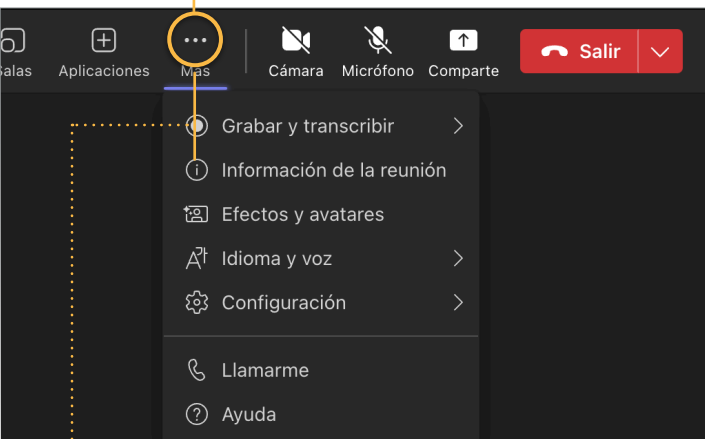 Aplicaciones
Más
Cámara
Micrófono
Comparte
Salir
Grabar y transcribir
Información de la reunión
Efectos y avatares
Idioma y voz
Configuración
Llamarme
Ayuda